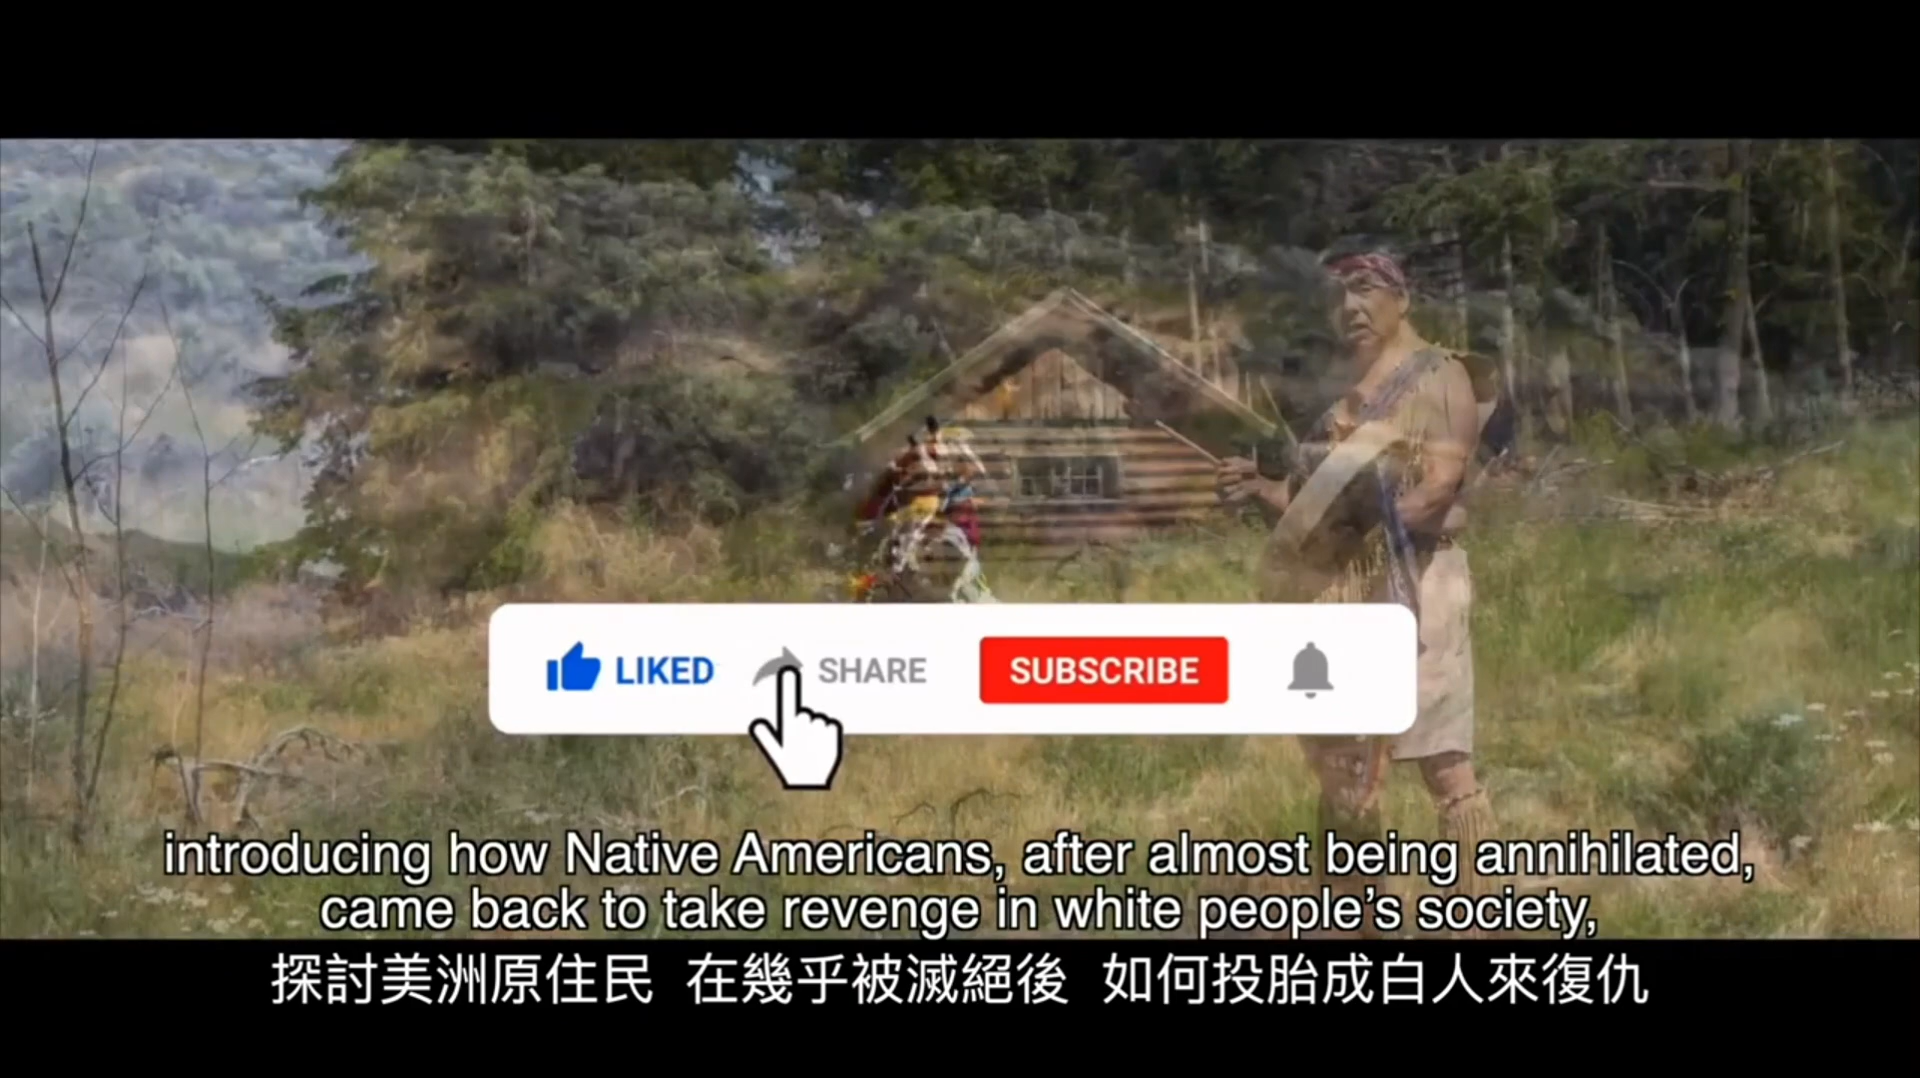 LIKED SHARE SUBSCRIBE
introducing how Native Americans, after almost being annihilated,
came back to take revenge in white people's society,
探討美洲原住民 在幾乎被滅絕後 如何投胎成白人來復仇